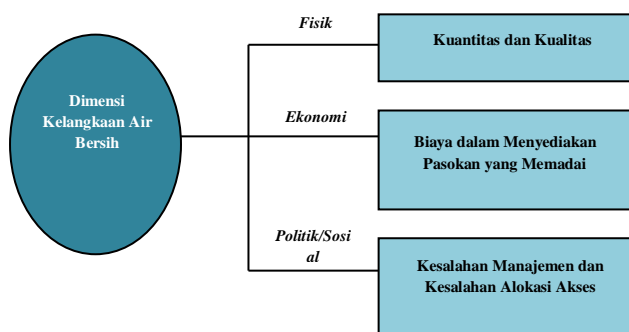 Dimensi
Kelangkaan Air
Bersih
Fisik
Kuantitas dan Kualitas
Ekonomi
Biaya dalam Menyediakan
Pasokan yang Memadai
Politik/Sosi
al
Kesalahan Manajemen dan
Kesalahan Alokasi Akses